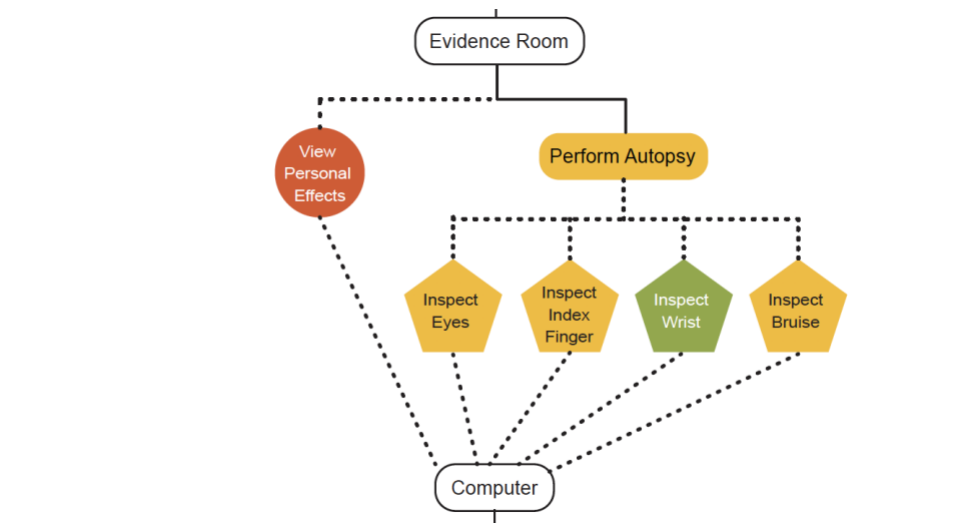 Evidence Room
View
Personal
Effects
Perform Autopsy
Inspect
Eyes
Inspect
Index
Finger
Inspect
Wrist
Inspect
Bruise
Computer